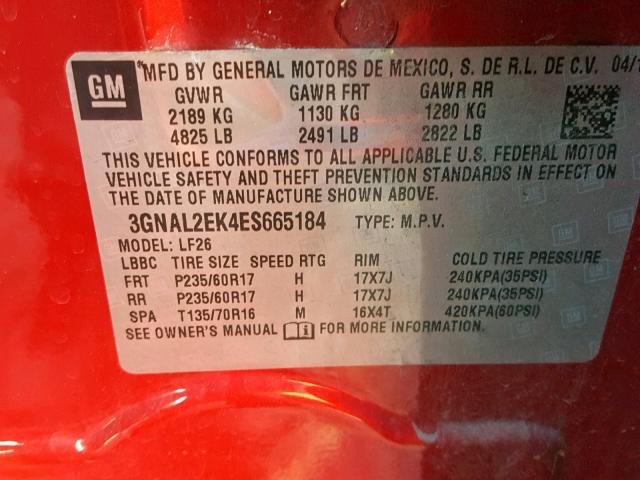 GM
*MFD BY GENERAL MOTORS DE MEXICO, S. DE R.L. DE C.V. 04/1
GVWR GAWR FRT GAWR RR
2189 KG 1130 KG 1280 KG
4825 LB 2491 LB 2822 LB
THIS VEHICLE CONFORMS TO ALL APPLICABLE U.S. FEDERAL MOTOR
VEHICLE SAFETY AND THEFT PREVENTION STANDARDS IN EFFECT ON
THE DATE OF MANUFACTURE SHOWN ABOVE.
3GNAL2EK4ES665184 TYPE: M.P.V.
MODEL: LF26
LBBC TIRE SIZE SPEED RTG RIM COLD TIRE PRESSURE
FRT P235/60R17 H 17X7J 240KPA(35PSI)
RR P235/60R17 H 17X7J 240KPA(35PSI)
SPA T135/70R16 M 16X4T 420KPA(60PSI)
SEE OWNER'S MANUAL FOR MORE INFORMATION.